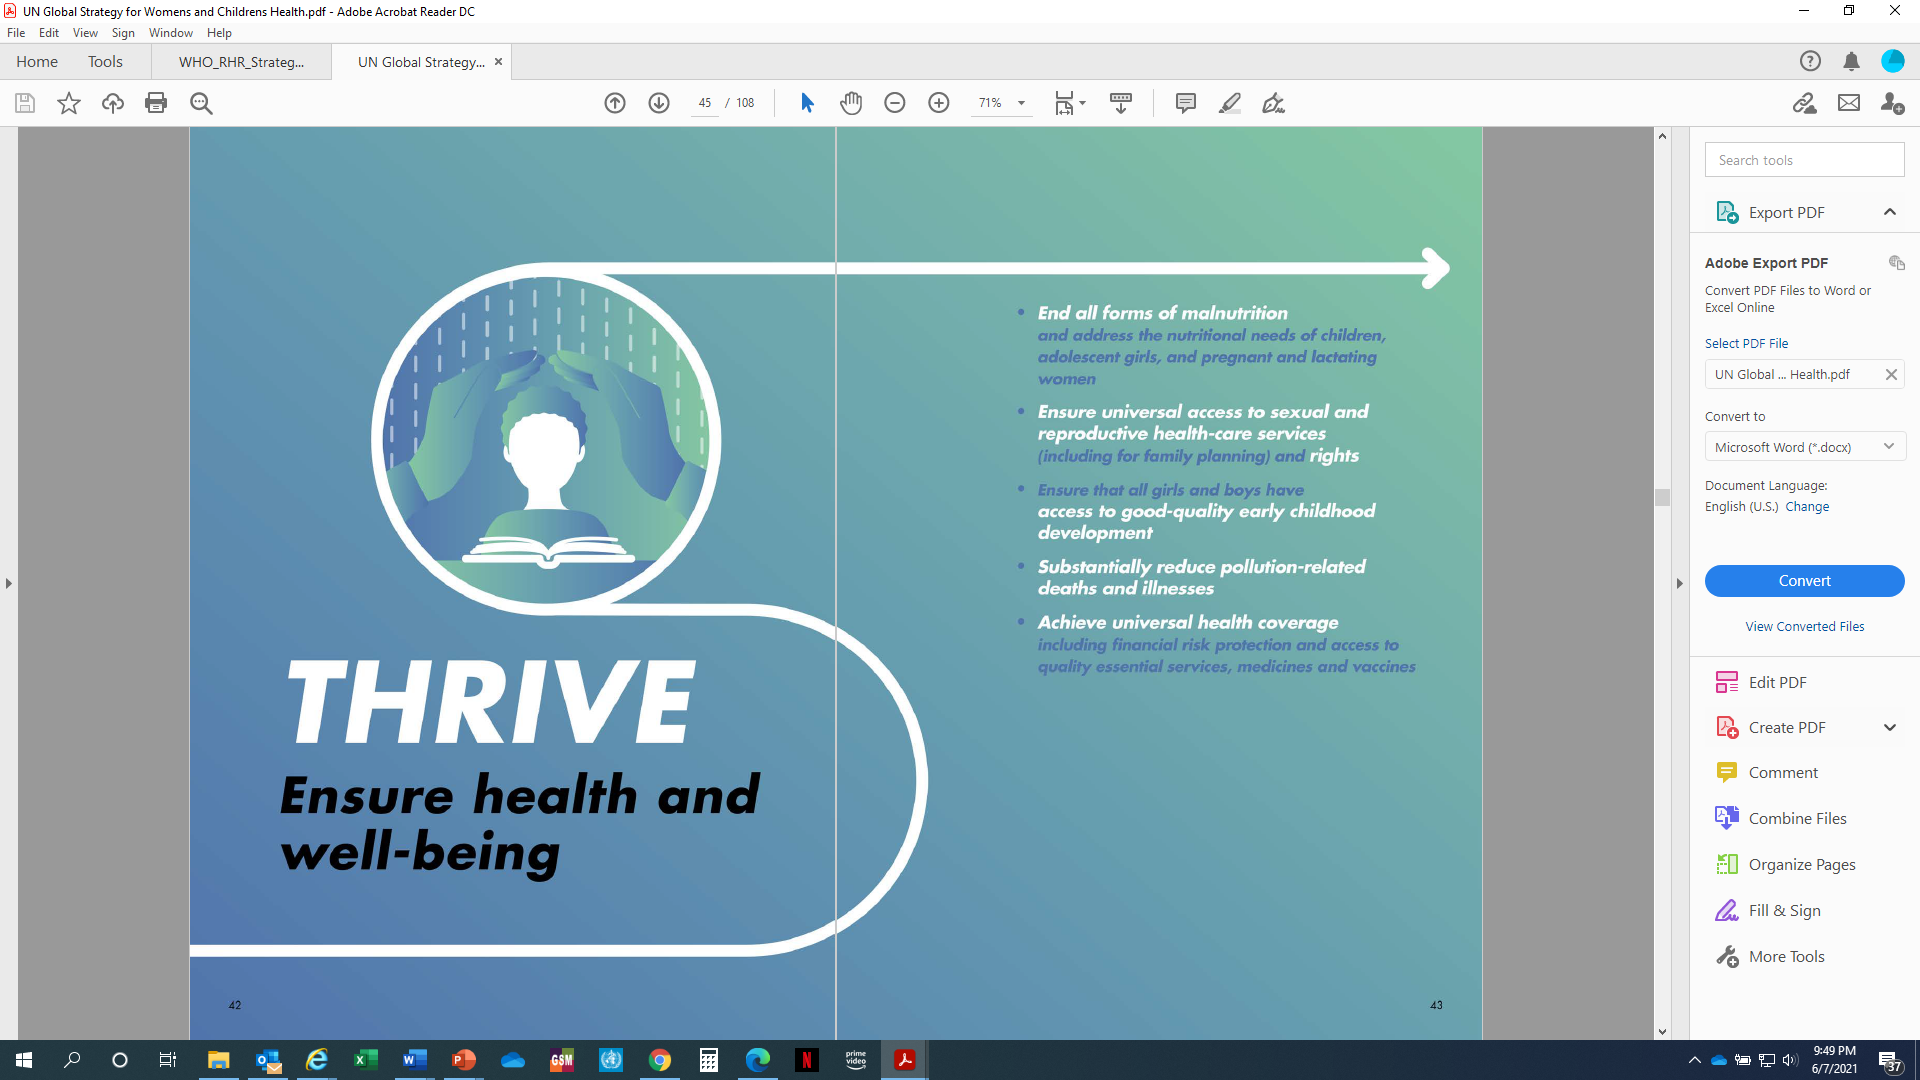 UN Global Strategy for Womens and Childrens Health.pdf - Adobe Acrobat Reader DC
File Edit View Sign Window Help
Home Tools WHO_RHR_Strateg... UN Global Strategy... ×
45 / 108 71%
THRIVE
Ensure health and
well-being
42
• End all forms of malnutrition
and address the nutritional needs of children,
adolescent girls, and pregnant and lactating
women
• Ensure universal access to sexual and
reproductive health-care services
(including for family planning) and rights
• Ensure that all girls and boys have
access to good-quality early childhood
development
• Substantially reduce pollution-related
deaths and illnesses
• Achieve universal health coverage
including financial risk protection and access to
quality essential services, medicines and vaccines
43
Search tools
Export PDF
Adobe Export PDF
Convert PDF Files to Word or
Excel Online
Select PDF File
UN Global ... Health.pdf
Convert to
Microsoft Word (*.docx)
Document Language:
English (U.S.) Change
Convert
View Converted Files
Edit PDF
Create PDF
Comment
Combine Files
Organize Pages
Fill & Sign
More Tools
GSM
prime
video
9:49 PM
6/7/2021
37